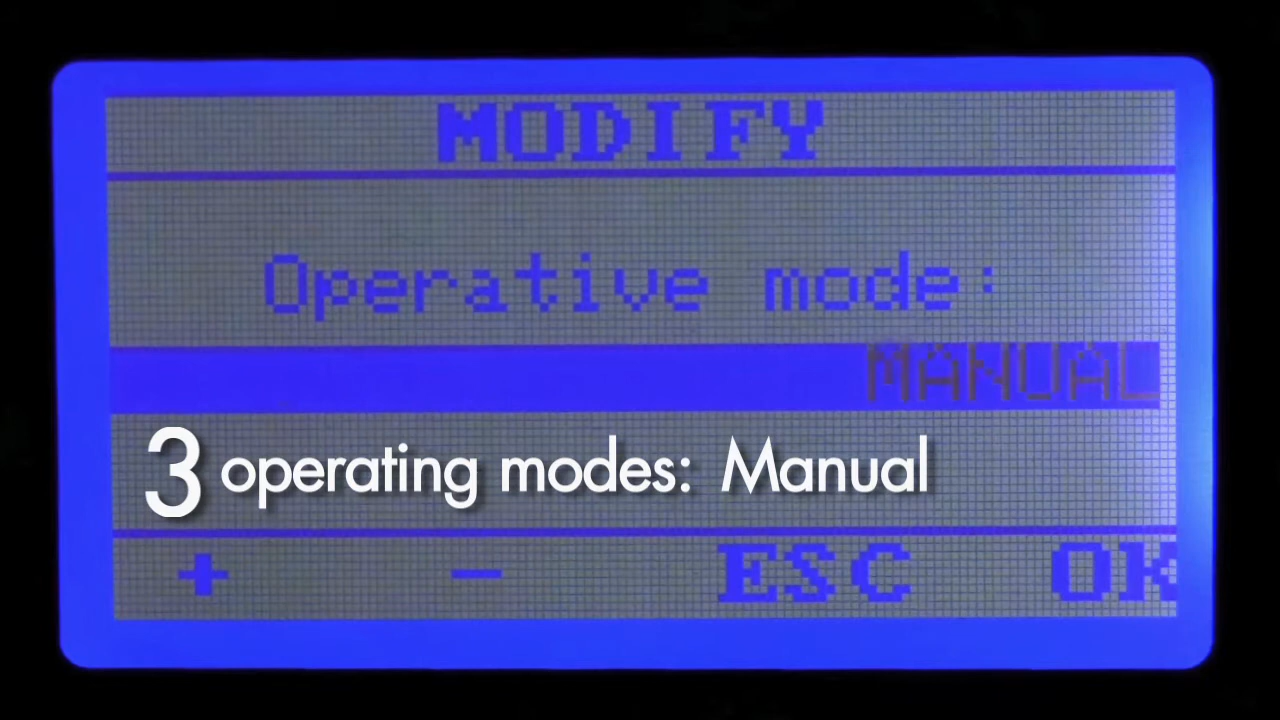 MODIFY
Operative mode:
MANUAL
3 operating modes: Manual
+ - ESC OK